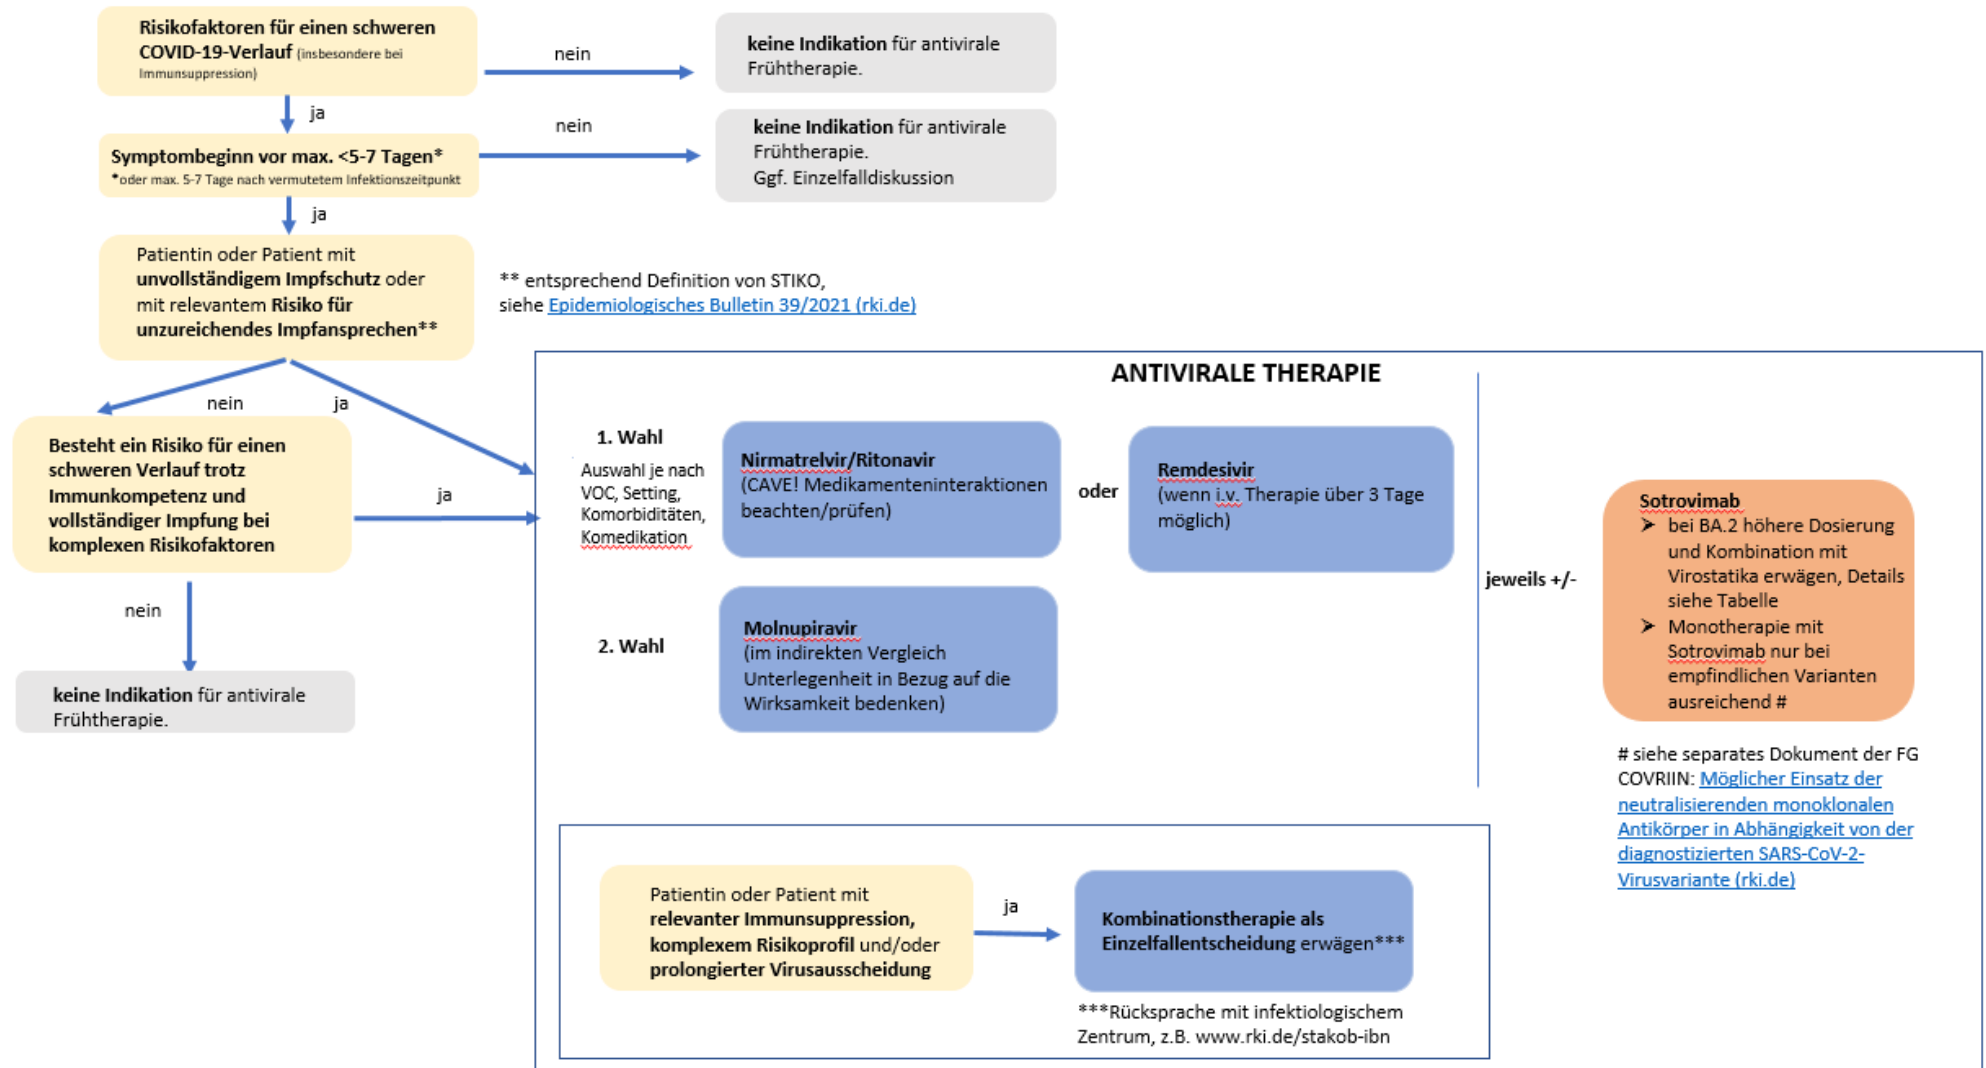 Risikofaktoren für einen schweren
COVID-19-Verlauf (insbesondere bei
Immunsuppression)
nein
keine Indikation für antivirale
Frühtherapie.
ja
Symptombeginn vor max. <5-7 Tagen*
*oder max. 5-7 Tage nach vermutetem Infektionszeitpunkt
nein
keine Indikation für antivirale
Frühtherapie.
Ggf. Einzelfalldiskussion
ja
Patientin oder Patient mit
unvollständigem Impfschutz oder
mit relevantem Risiko für
unzureichendes Impfansprechen**
** entsprechend Definition von STIKO,
siehe Epidemiologisches Bulletin 39/2021 (rki.de)
nein
ja
Besteht ein Risiko für einen
schweren Verlauf trotz
Immunkompetenz und
vollständiger Impfung bei
komplexen Risikofaktoren
ja
nein
keine Indikation für antivirale
Frühtherapie.
ANTIVIRALE THERAPIE
1. Wahl
Auswahl je nach
VOC, Setting,
Komorbiditäten,
Komedikation
Nirmatrelvir/Ritonavir
(CAVE! Medikamenteninteraktionen
beachten/prüfen)
oder
Remdesivir
(wenn i.v. Therapie über 3 Tage
möglich)
2. Wahl
Molnupiravir
(im indirekten Vergleich
Unterlegenheit in Bezug auf die
Wirksamkeit bedenken)
jeweils +/-
Sotrovimab
➤ bei BA.2 höhere Dosierung
und Kombination mit
Virostatika erwägen, Details
siehe Tabelle
➤ Monotherapie mit
Sotrovimab nur bei
empfindlichen Varianten
ausreichend #
# siehe separates Dokument der FG
COVRIIN: Möglicher Einsatz der
neutralisierenden monoklonalen
Antikörper in Abhängigkeit von der
diagnostizierten SARS-CoV-2-
Virusvariante (rki.de)
Patientin oder Patient mit
relevanter Immunsuppression,
komplexem Risikoprofil und/oder
prolongierter Virusausscheidung
ja
Kombinationstherapie als
Einzelfallentscheidung erwägen***
***Rücksprache mit infektiologischem
Zentrum, z.B. www.rki.de/stakob-ibn